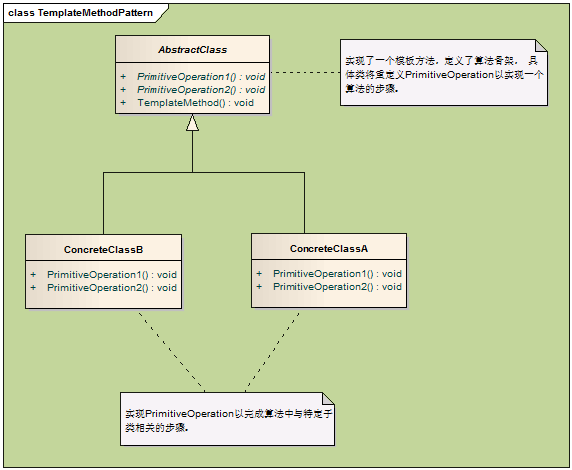 class TemplateMethodPattern
AbstractClass
+ PrimitiveOperation1() : void
+ PrimitiveOperation2() : void
+ TemplateMethod() : void
实现了一个模板方法，定义了算法骨架， 具
体类将重定义PrimitiveOperation以实现一个
算法的步骤。
ConcreteClassB
+ PrimitiveOperation1() : void
+ PrimitiveOperation2() : void
ConcreteClassA
+ PrimitiveOperation1() : void
+ PrimitiveOperation2() : void
实现PrimitiveOperation以完成算法中与特定子
类相关的步骤。